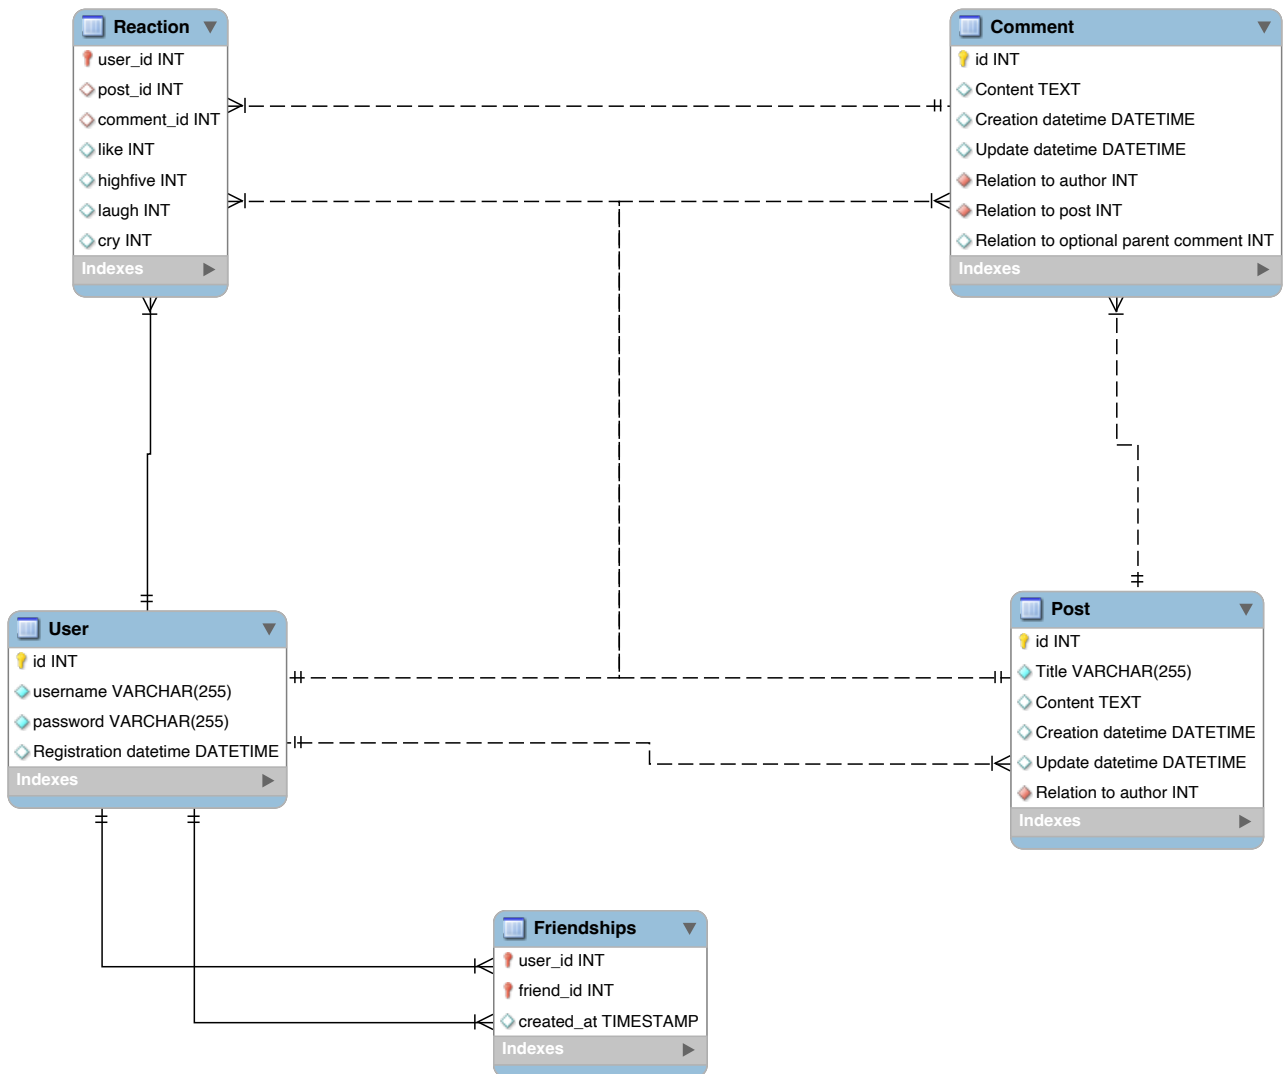 Reaction
user_id INT
post_id INT
comment_id INT
like INT
highfive INT
laugh INT
cry INT
Indexes
Comment
id INT
Content TEXT
Creation datetime DATETIME
Update datetime DATETIME
Relation to author INT
Relation to post INT
Relation to optional parent comment INT
Indexes
User
id INT
username VARCHAR(255)
password VARCHAR(255)
Registration datetime DATETIME
Indexes
Post
id INT
Title VARCHAR(255)
Content TEXT
Creation datetime DATETIME
Update datetime DATETIME
Relation to author INT
Indexes
Friendships
user_id INT
friend_id INT
created_at TIMESTAMP
Indexes